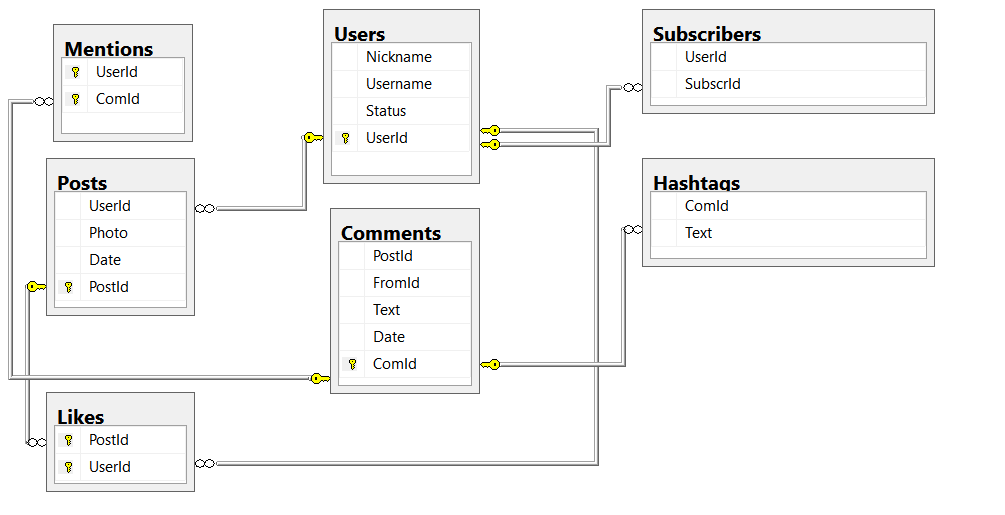 Mentions
UserId
ComId
Users
Nickname
Username
Status
UserId
Subscribers
UserId
SubscrId
Posts
UserId
Photo
Date
PostId
Comments
PostId
FromId
Text
Date
ComId
Hashtags
ComId
Text
Likes
PostId
UserId